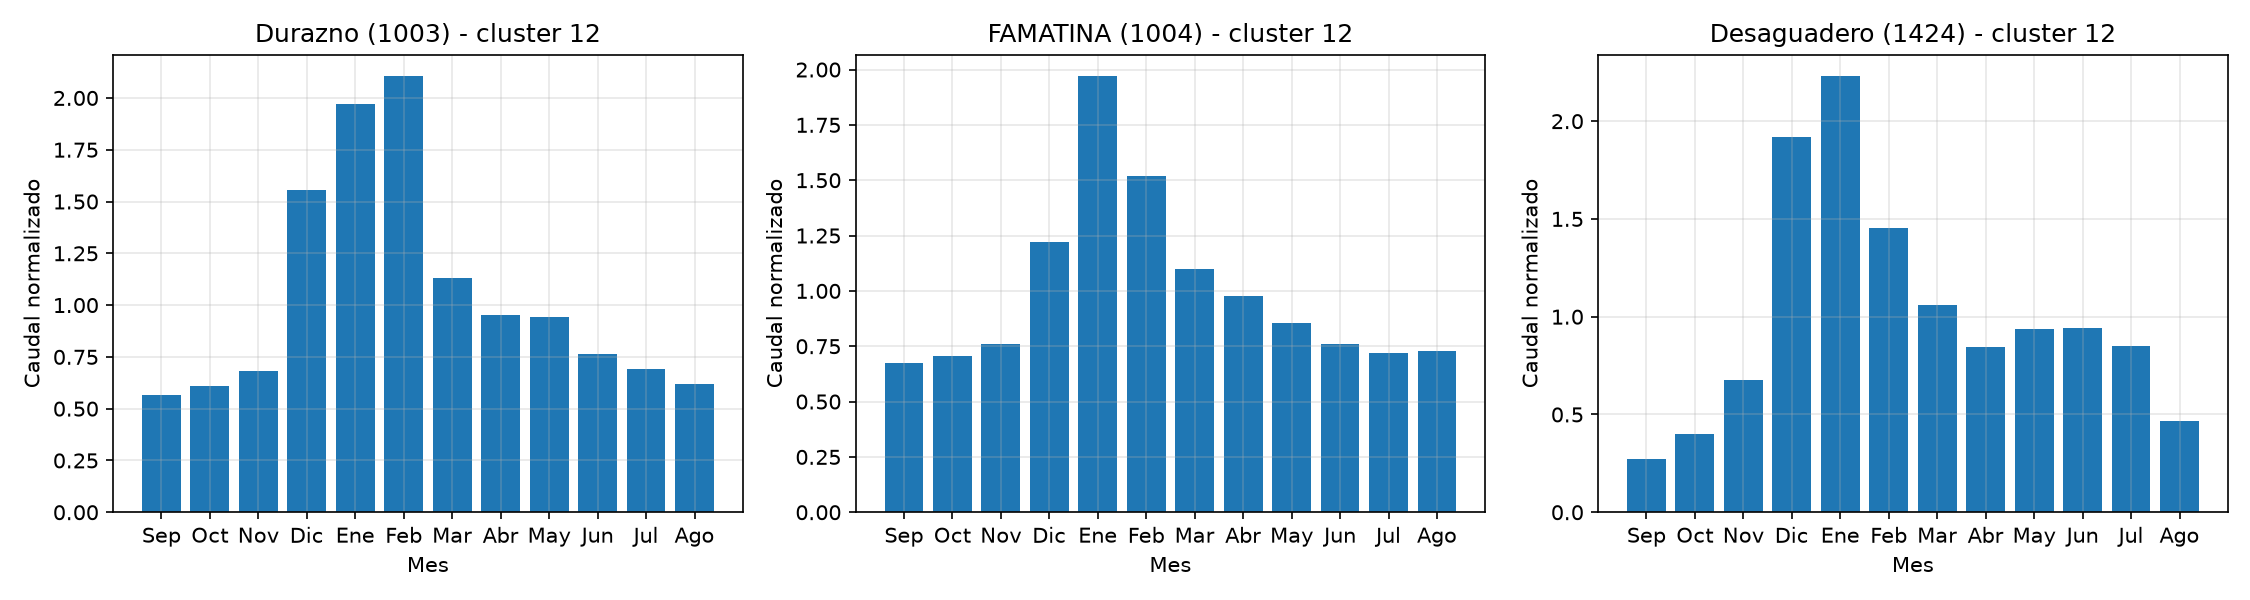 Durazno (1003) - cluster 12
Caudal normalizado
2.00
1.75
1.50
1.25
1.00
0.75
0.50
0.25
0.00
Sep Oct Nov Dic Ene Feb Mar Abr May Jun Jul Ago
Mes
FAMATINA (1004) - cluster 12
Caudal normalizado
2.00
1.75
1.50
1.25
1.00
0.75
0.50
0.25
0.00
Sep Oct Nov Dic Ene Feb Mar Abr May Jun Jul Ago
Mes
Desaguadero (1424) - cluster 12
Caudal normalizado
2.0
1.5
1.0
0.5
0.0
Sep Oct Nov Dic Ene Feb Mar Abr May Jun Jul Ago
Mes